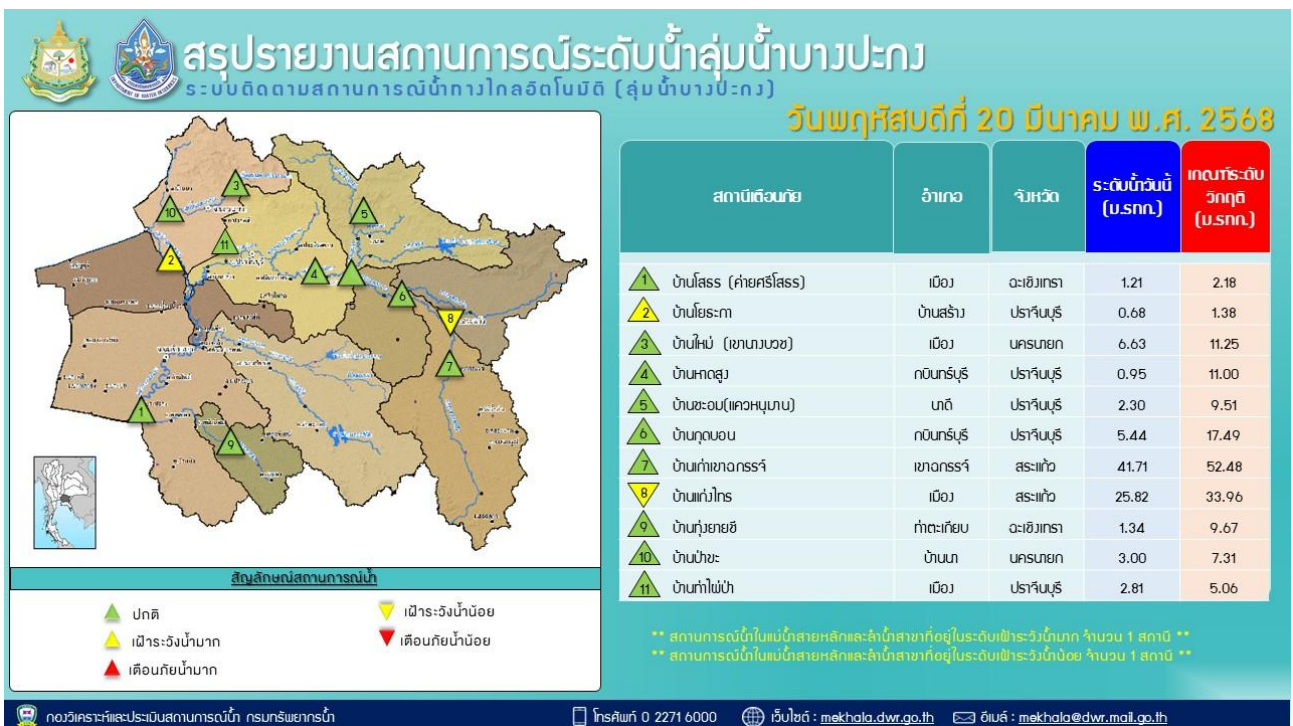 สรุปรายงานสถานการณ์ระดับน้ำลุ่มน้ำบางปะกง
ระบบติดตามสถานการณ์น้ำทางไกลอัตโนมัติ (ลุ่มน้ำบางปะกง)
วันพฤหัสบดีที่ 20 มีนาคม พ.ศ. 2568
3
10
5
11
2
4
6
8
7
1
9
สัญลักษณ์สถานการณ์น้ำ
ปกติ
เฝ้าระวังน้ำน้อย
เฝ้าระวังน้ำมาก
เตือนภัยน้ำน้อย
เตือนภัยน้ำมาก
สถานีเตือนภัย อำเภอ จังหวัด ระดับน้ำวันนี้ (ม.รทก.) เกณฑ์ระดับวิกฤติ (ม.รทก.)
1 บ้านโสธร (ค่ายศรีโสธร) เมือง ฉะเชิงเทรา 1.21 2.18
2 บ้านโยธะกา บ้านสร้าง ปราจีนบุรี 0.68 1.38
3 บ้านใหม่ (เขานางบวช) เมือง นครนายก 6.63 11.25
4 บ้านหาดสูง กบินทร์บุรี ปราจีนบุรี 0.95 11.00
5 บ้านขะอม(แควหนุมาน) นาดี ปราจีนบุรี 2.30 9.51
6 บ้านกุดบอน กบินทร์บุรี ปราจีนบุรี 5.44 17.49
7 บ้านเก่าเขาฉกรรจ์ เขาฉกรรจ์ สระแก้ว 41.71 52.48
8 บ้านแก่งไทร เมือง สระแก้ว 25.82 33.96
9 บ้านทุ่งยายชี ท่าตะเกียบ ฉะเชิงเทรา 1.34 9.67
10 บ้านป่าขะ บ้านนา นครนายก 3.00 7.31
11 บ้านท่าไผ่ป่า เมือง ปราจีนบุรี 2.81 5.06
** สถานการณ์น้ำในแม่น้ำสายหลักและลำน้ำสาขาที่อยู่ในระดับเฝ้าระวังน้ำมาก จำนวน 1 สถานี **
** สถานการณ์น้ำในแม่น้ำสายหลักและลำน้ำสาขาที่อยู่ในระดับเฝ้าระวังน้ำน้อย จำนวน 1 สถานี **
กองวิเคราะห์และประเมินสถานการณ์น้ำ กรมทรัพยากรน้ำ โทรศัพท์ 0 2271 6000 เว็บไซต์ : mekhala.dwr.go.th อีเมล์ : mekhala@dwr.mail.go.th